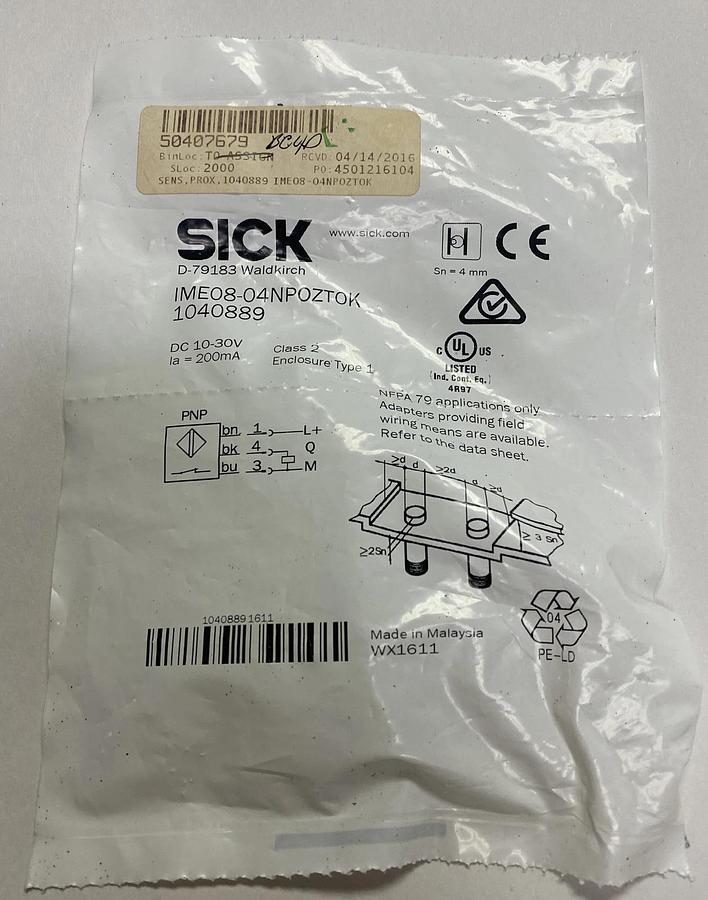 50407679
BinLoc: TO ASSIGN RCVD: 04/14/2016
SLoc: 2000 PO: 4501216104
SENS,PROX,1040889 IME08-04NPOZTOK
SICK www.sick.com
CE
D-79183 Waldkirch
Sn = 4 mm
IME08-04NPOZTOK
1040889
DC 10-30V
Ia = 200mA
Class 2
Enclosure Type 1
C UL US
LISTED
(Ind. Cont. Eq.)
4R97
NFPA 79 applications only
Adapters providing field
wiring means are available.
Refer to the data sheet.
PNP
bn 1 L+
bk 4 Q
bu 3 M
≥d d ≥2d d ≥d
≥ 3 Sn
≥2Sn
10408891611
Made in Malaysia
WX1611
04
PE-LD